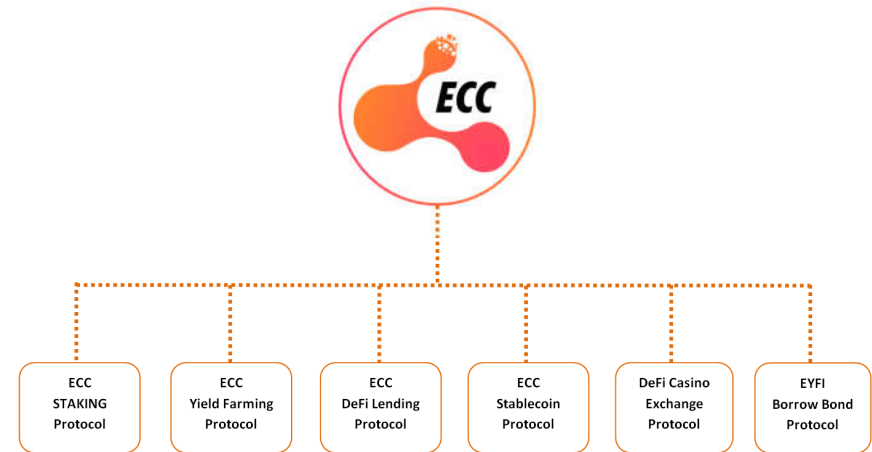 ECC
ECC
STAKING
Protocol
ECC
Yield Farming
Protocol
ECC
DeFi Lending
Protocol
ECC
Stablecoin
Protocol
DeFi Casino
Exchange
Protocol
EYFI
Borrow Bond
Protocol